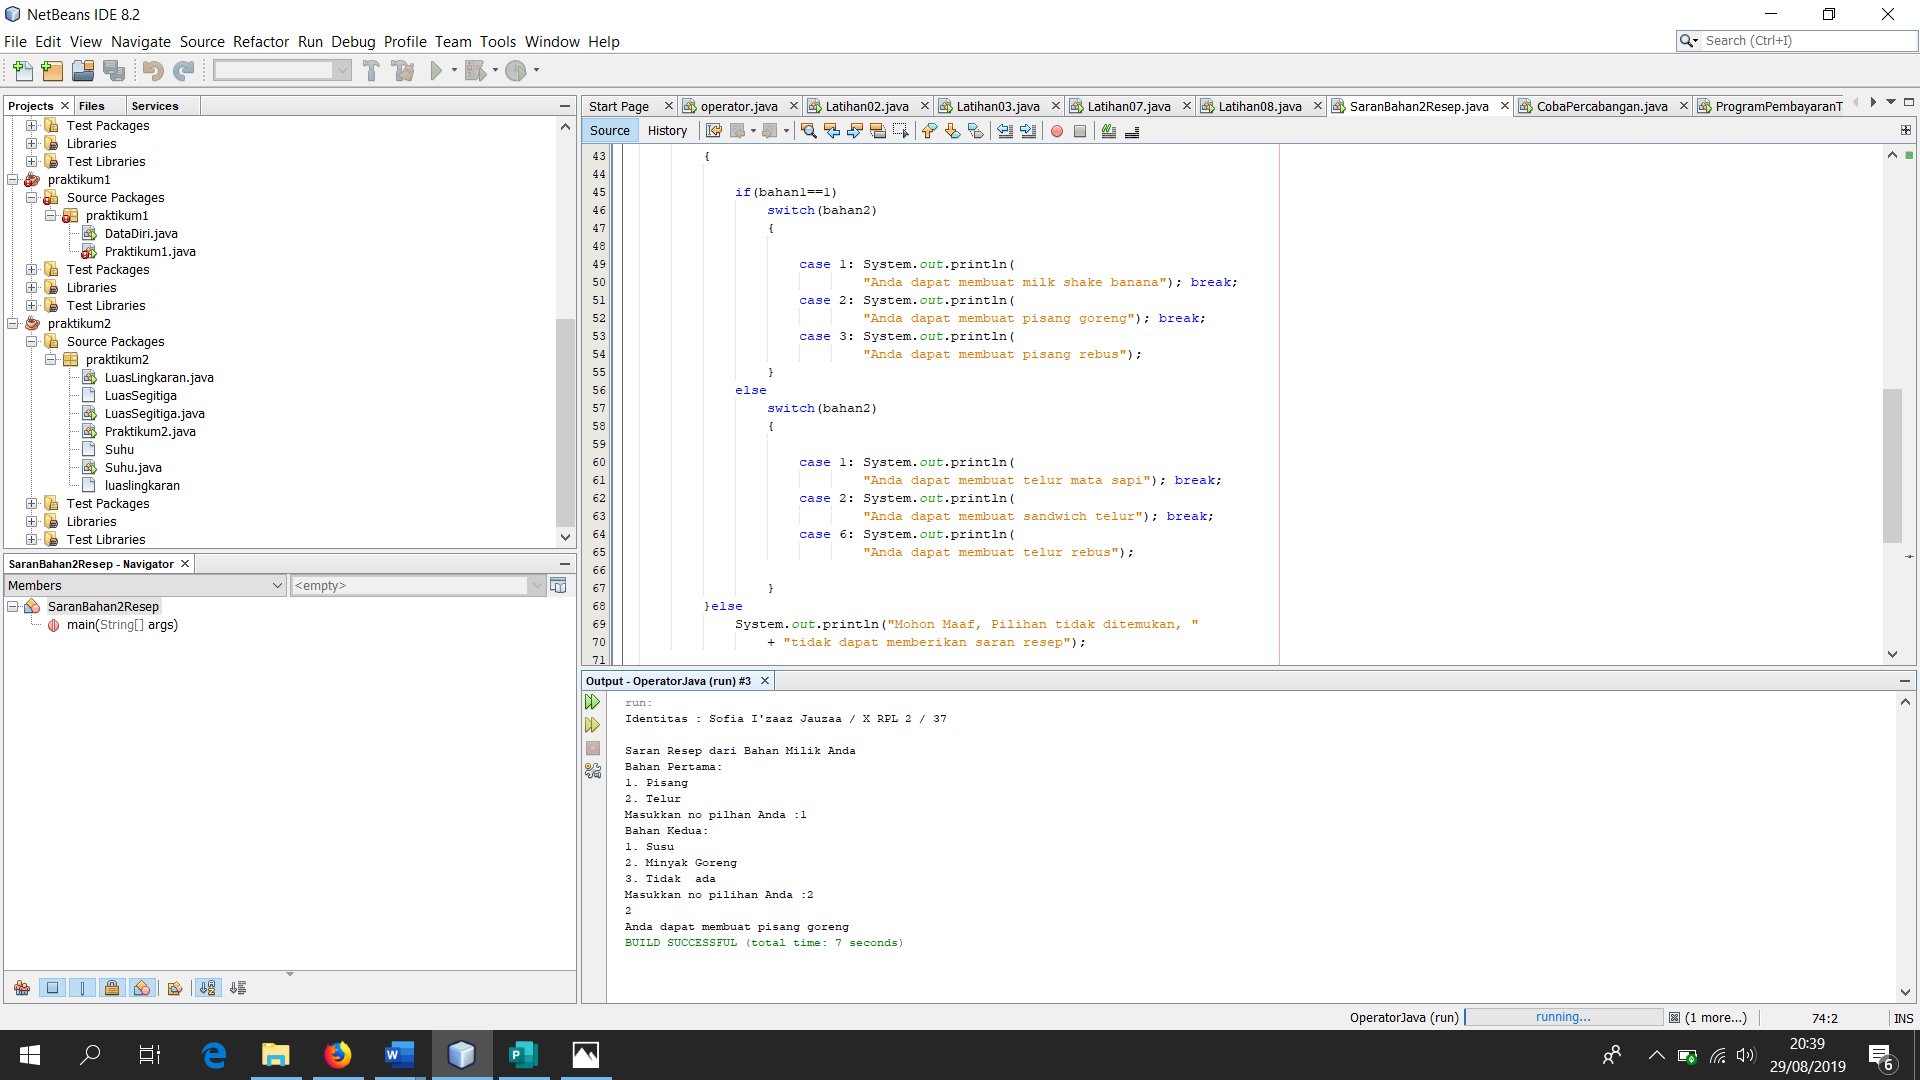 NetBeans IDE 8.2
File Edit View Navigate Source Refactor Run Debug Profile Team Tools Window Help
Search (Ctrl+I)
Projects Files Services
Test Packages
Libraries
Test Libraries
praktikum1
Source Packages
praktikum1
DataDiri.java
Praktikum1.java
Test Packages
Libraries
Test Libraries
praktikum2
Source Packages
praktikum2
LuasLingkaran.java
LuasSegitiga
LuasSegitiga.java
Praktikum2.java
Suhu
Suhu.java
luaslingkaran
Test Packages
Libraries
Test Libraries
SaranBahan2Resep - Navigator
Members <empty>
SaranBahan2Resep
main(String[] args)
Start Page operator.java Latihan02.java Latihan03.java Latihan07.java Latihan08.java SaranBahan2Resep.java CobaPercabangan.java ProgramPembayaranT
Source History
43 {
44
45 if(bahan1==1)
46 switch(bahan2)
47 {
48
49 case 1: System.out.println(
50 "Anda dapat membuat milk shake banana"); break;
51 case 2: System.out.println(
52 "Anda dapat membuat pisang goreng"); break;
53 case 3: System.out.println(
54 "Anda dapat membuat pisang rebus");
55 }
56 else
57 switch(bahan2)
58 {
59
60 case 1: System.out.println(
61 "Anda dapat membuat telur mata sapi"); break;
62 case 2: System.out.println(
63 "Anda dapat membuat sandwich telur"); break;
64 case 6: System.out.println(
65 "Anda dapat membuat telur rebus");
66
67 }
68 }else
69 System.out.println("Mohon Maaf, Pilihan tidak ditemukan, "
70 + "tidak dapat memberikan saran resep");
71
Output - OperatorJava (run) #3
run:
Identitas : Sofia I'zaaz Jauzaa / X RPL 2 / 37
Saran Resep dari Bahan Milik Anda
Bahan Pertama:
1. Pisang
2. Telur
Masukkan no pilhan Anda :1
Bahan Kedua:
1. Susu
2. Minyak Goreng
3. Tidak  ada
Masukkan no pilihan Anda :2
2
Anda dapat membuat pisang goreng
BUILD SUCCESSFUL (total time: 7 seconds)
OperatorJava (run) running... (1 more...) 74:2 INS
20:39
29/08/2019
6